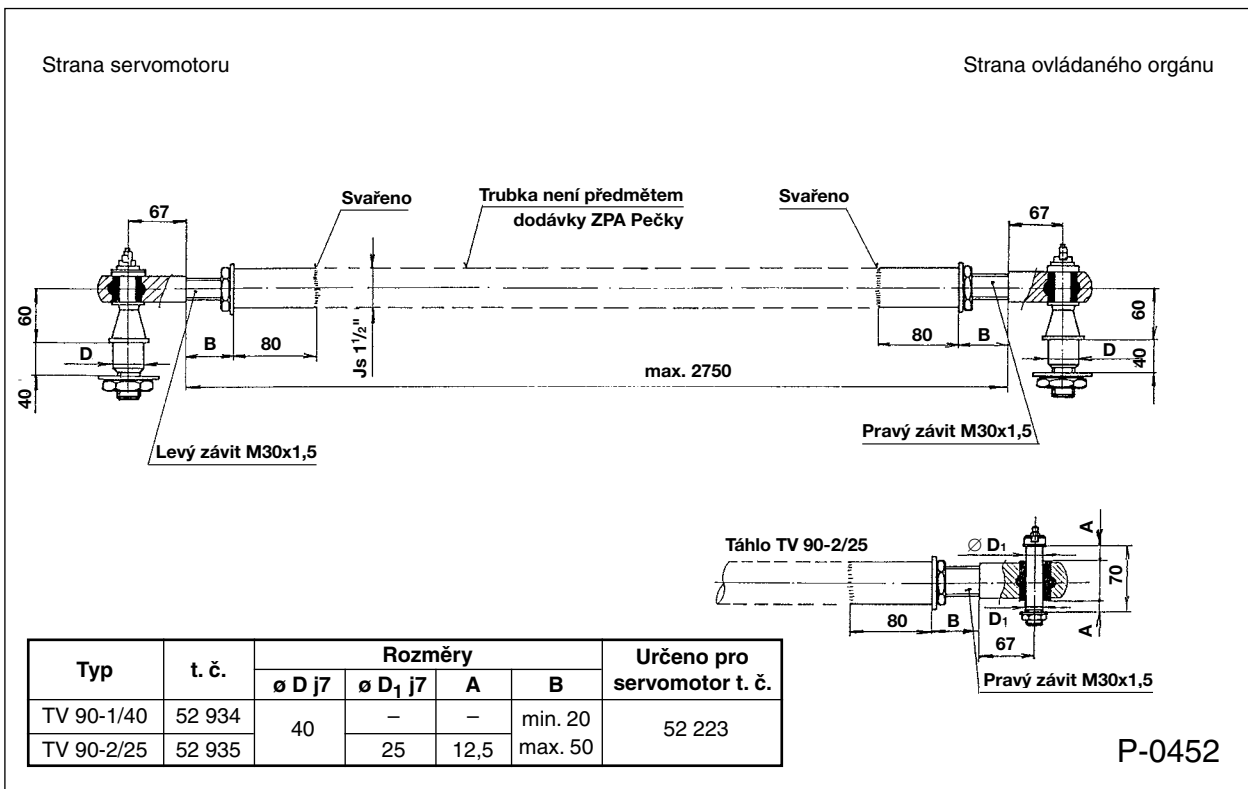 Strana servomotoru
Strana ovládaného orgánu
Svařeno
Trubka není předmětem
dodávky ZPA Pečky
Svařeno
67
67
60
40
D
B
80
Js 1 1/2"
80
B
60
40
D
max. 2750
Levý závit M30x1,5
Pravý závit M30x1,5
Táhlo TV 90-2/25
∅ D1
A
70
A
D1
80
B
67
Pravý závit M30x1,5
Typ t. č. Rozměry Určeno pro
servomotor t. č.
ø D j7 ø D1 j7 A B
TV 90-1/40 52 934 40 – – min. 20 52 223
TV 90-2/25 52 935 25 12,5 max. 50
P-0452